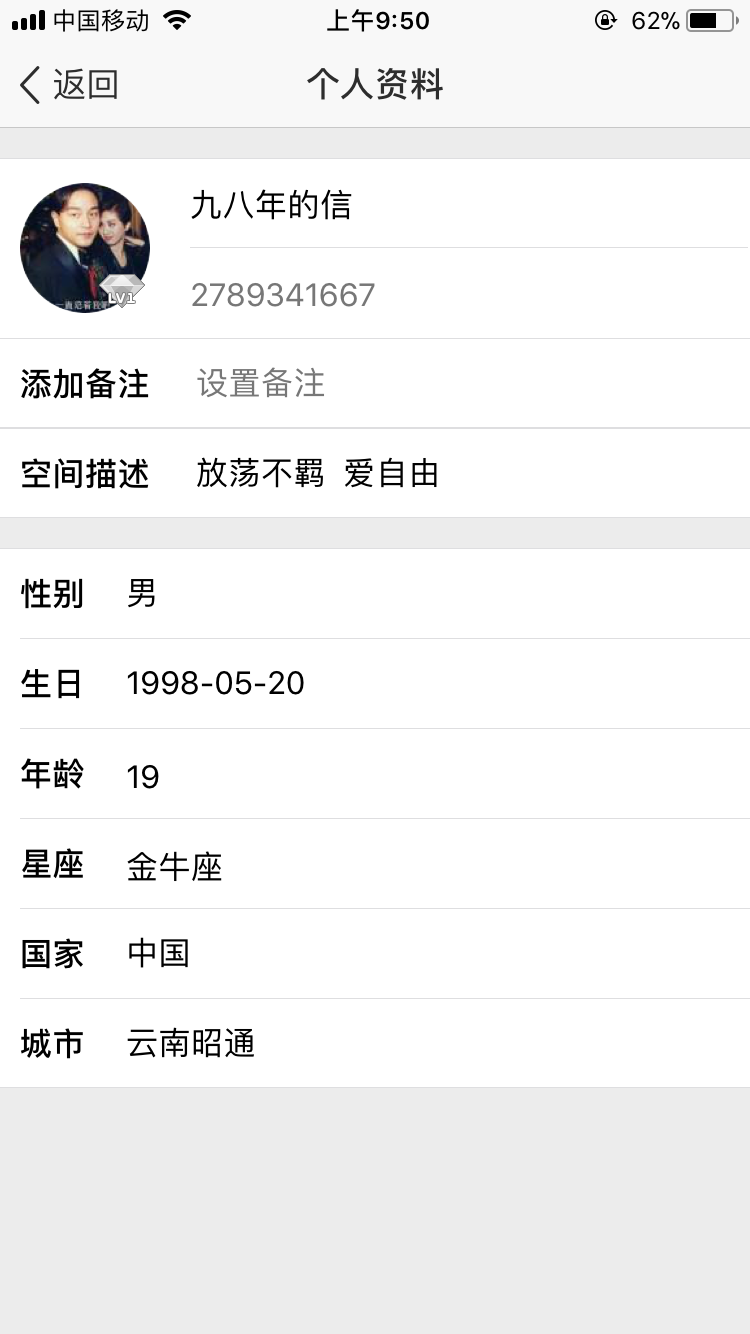 中国移动 上午9:50 62%
返回 个人资料
九八年的信
LV1
2789341667
添加备注 设置备注
空间描述 放荡不羁 爱自由
性别 男
生日 1998-05-20
年龄 19
星座 金牛座
国家 中国
城市 云南昭通